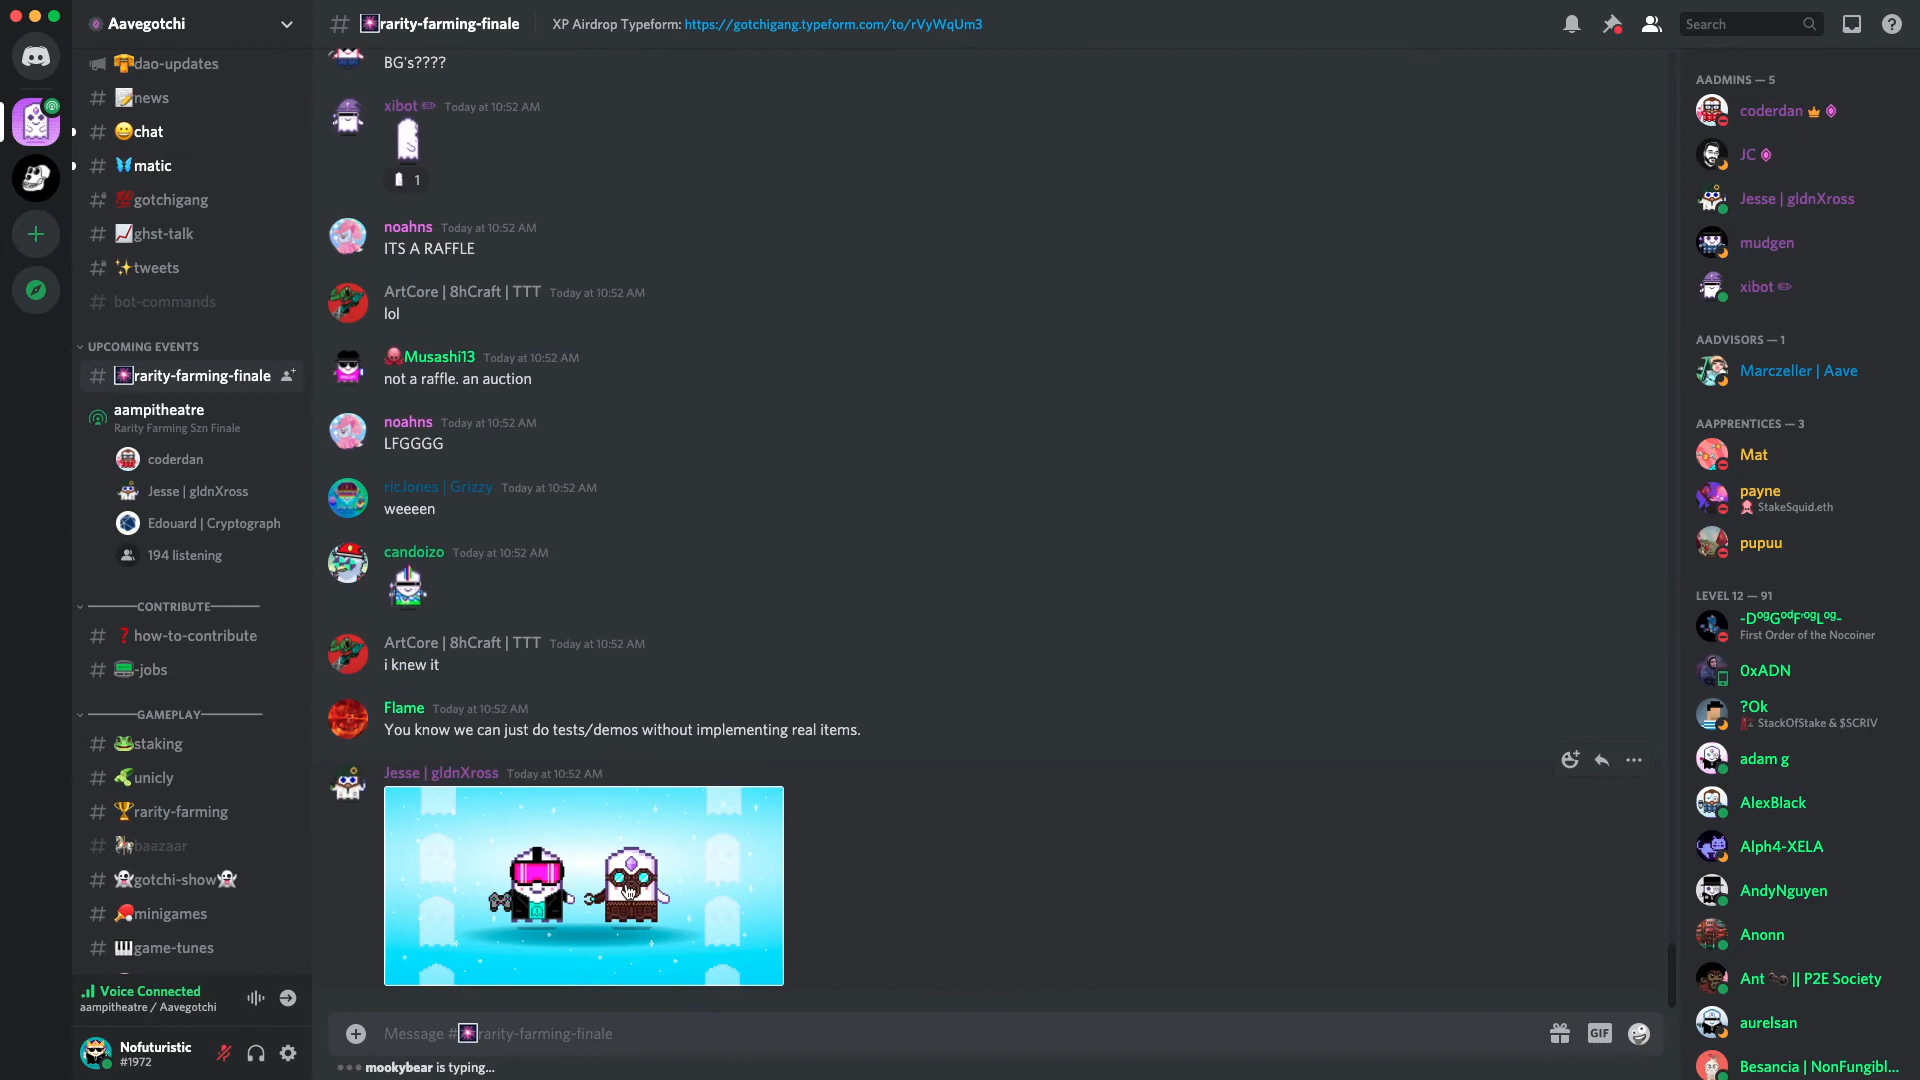 Aavegotchi
dao-updates
news
chat
matic
gotchigang
ghst-talk
tweets
bot-commands
UPCOMING EVENTS
rarity-farming-finale
aampitheatre
Rarity Farming Szn Finale
coderdan
Jesse | gldnXross
Edouard | Cryptograph
194 listening
CONTRIBUTE
how-to-contribute
-jobs
GAMEPLAY
staking
unicly
rarity-farming
baazaar
gotchi-show
minigames
game-tunes
Voice Connected
aampitheatre / Aavegotchi
Nofuturistic
#1972
rarity-farming-finale
XP Airdrop Typeform: https://gotchigang.typeform.com/to/rVyWqUm3
Search
BG's????
xibot Today at 10:52 AM
1
noahns Today at 10:52 AM
ITS A RAFFLE
ArtCore | 8hCraft | TTT Today at 10:52 AM
lol
Musashi13 Today at 10:52 AM
not a raffle. an auction
noahns Today at 10:52 AM
LFGGGG
ricJones | Grizzy Today at 10:52 AM
weeeen
candoizo Today at 10:52 AM
ArtCore | 8hCraft | TTT Today at 10:52 AM
i knew it
Flame Today at 10:52 AM
You know we can just do tests/demos without implementing real items.
Jesse | gldnXross Today at 10:52 AM
Message #rarity-farming-finale
GIF
mookybear is typing...
AADMINS — 5
coderdan
JC
Jesse | gldnXross
mudgen
xibot
AADVISORS — 1
Marczeller | Aave
AAPRENTICES — 3
Mat
payne
StakeSquid.eth
pupuu
LEVEL 12 — 91
-DᵒᵍGᵒᵈFʳᵒᵍLᵒᵍ-
First Order of the Nocoiner
0xADN
?Ok
StackOfStake & $SCRIV
adam g
AlexBlack
Alph4-XELA
AndyNguyen
Anonn
Ant || P2E Society
aurelsan
Besancia | NonFungibl...